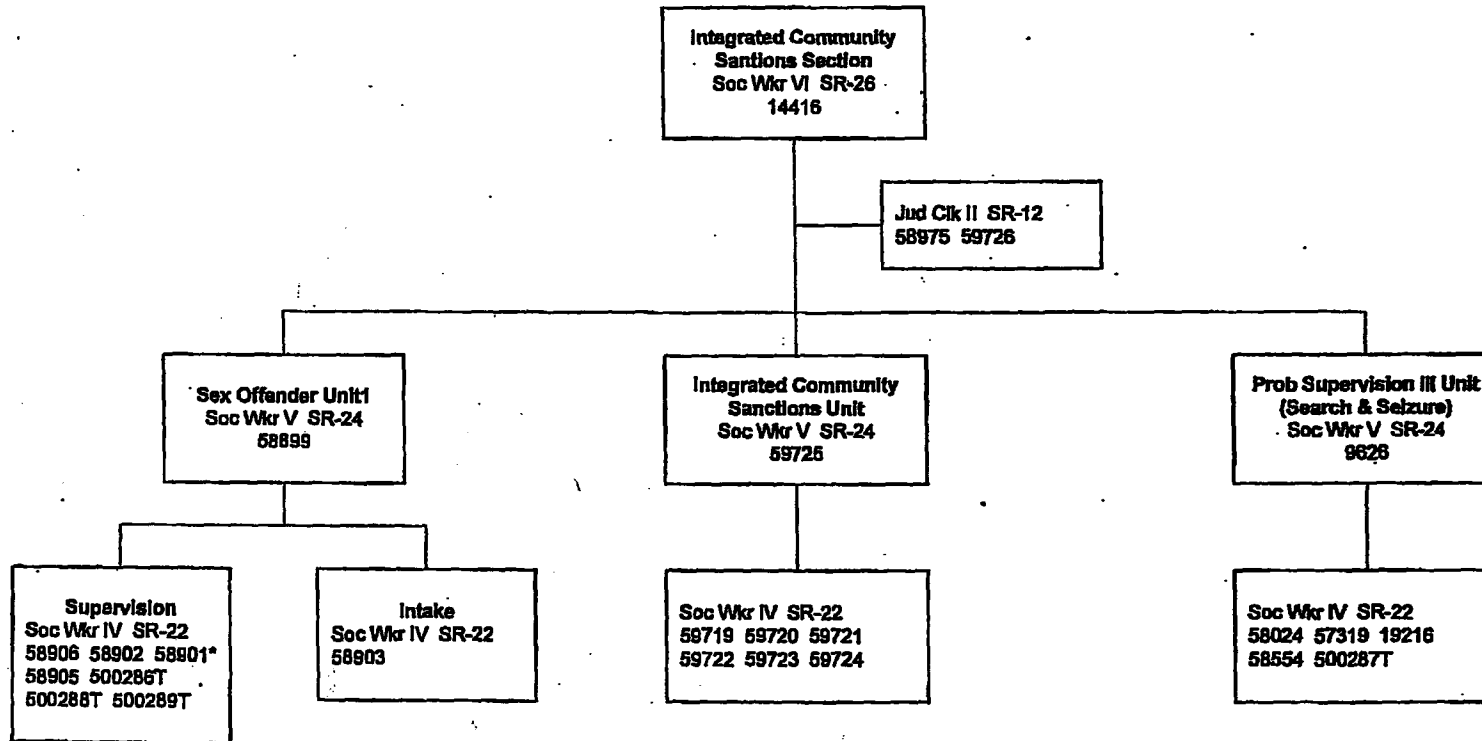 Integrated Community
Santions Section
Soc Wkr VI SR-26
14416
Jud Clk II SR-12
58975 59726
Sex Offender Unit1
Soc Wkr V SR-24
58899
Integrated Community
Sanctions Unit
Soc Wkr V SR-24
59725
Prob Supervision III Unit
(Search & Seizure)
Soc Wkr V SR-24
9626
Supervision
Soc Wkr IV SR-22
58906 58902 58901*
58905 500286T
500288T 500289T
Intake
Soc Wkr IV SR-22
58903
Soc Wkr IV SR-22
59719 59720 59721
59722 59723 59724
Soc Wkr IV SR-22
58024 57319 19216
58554 500287T